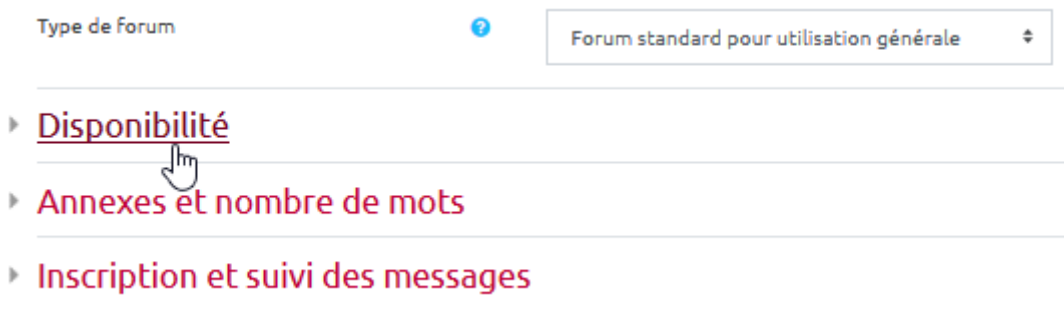 Type de forum
Forum standard pour utilisation générale
Disponibilité
Annexes et nombre de mots
Inscription et suivi des messages